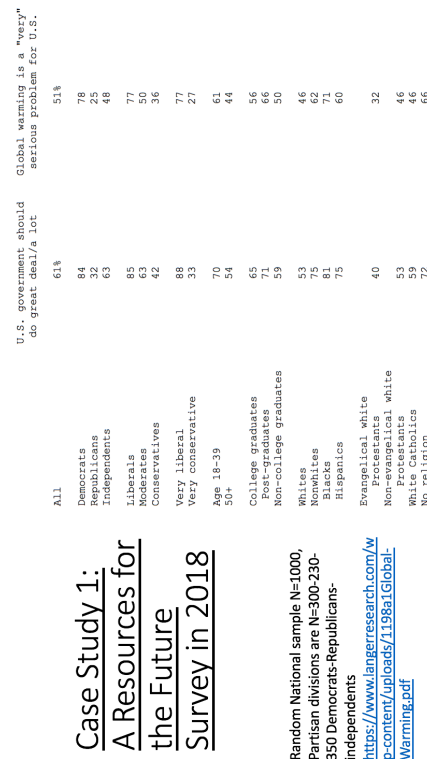 Case Study 1:
A Resources for
the Future
Survey in 2018
Random National sample N=1000,
Partisan divisions are N=300-230-
350 Democrats-Republicans-
independents
https://www.langerresearch.com/w
p-content/uploads/1198a1Global-
Warming.pdf
U.S. government should Global warming is a "very"
do great deal/a lot serious problem for U.S.
All 61% 51%
Democrats 84 78
Republicans 32 25
Independents 63 48
Liberals 85 77
Moderates 63 50
Conservatives 42 36
Very liberal 88 77
Very conservative 33 27
Age 18-39 70 61
50+ 54 44
College graduates 65 56
Post-graduates 71 66
Non-college graduates 59 50
Whites 53 46
Nonwhites 75 62
Blacks 81 71
Hispanics 75 60
Evangelical white
Protestants 40 32
Non-evangelical white
Protestants 53 46
White Catholics 59 46
No religion 72 66